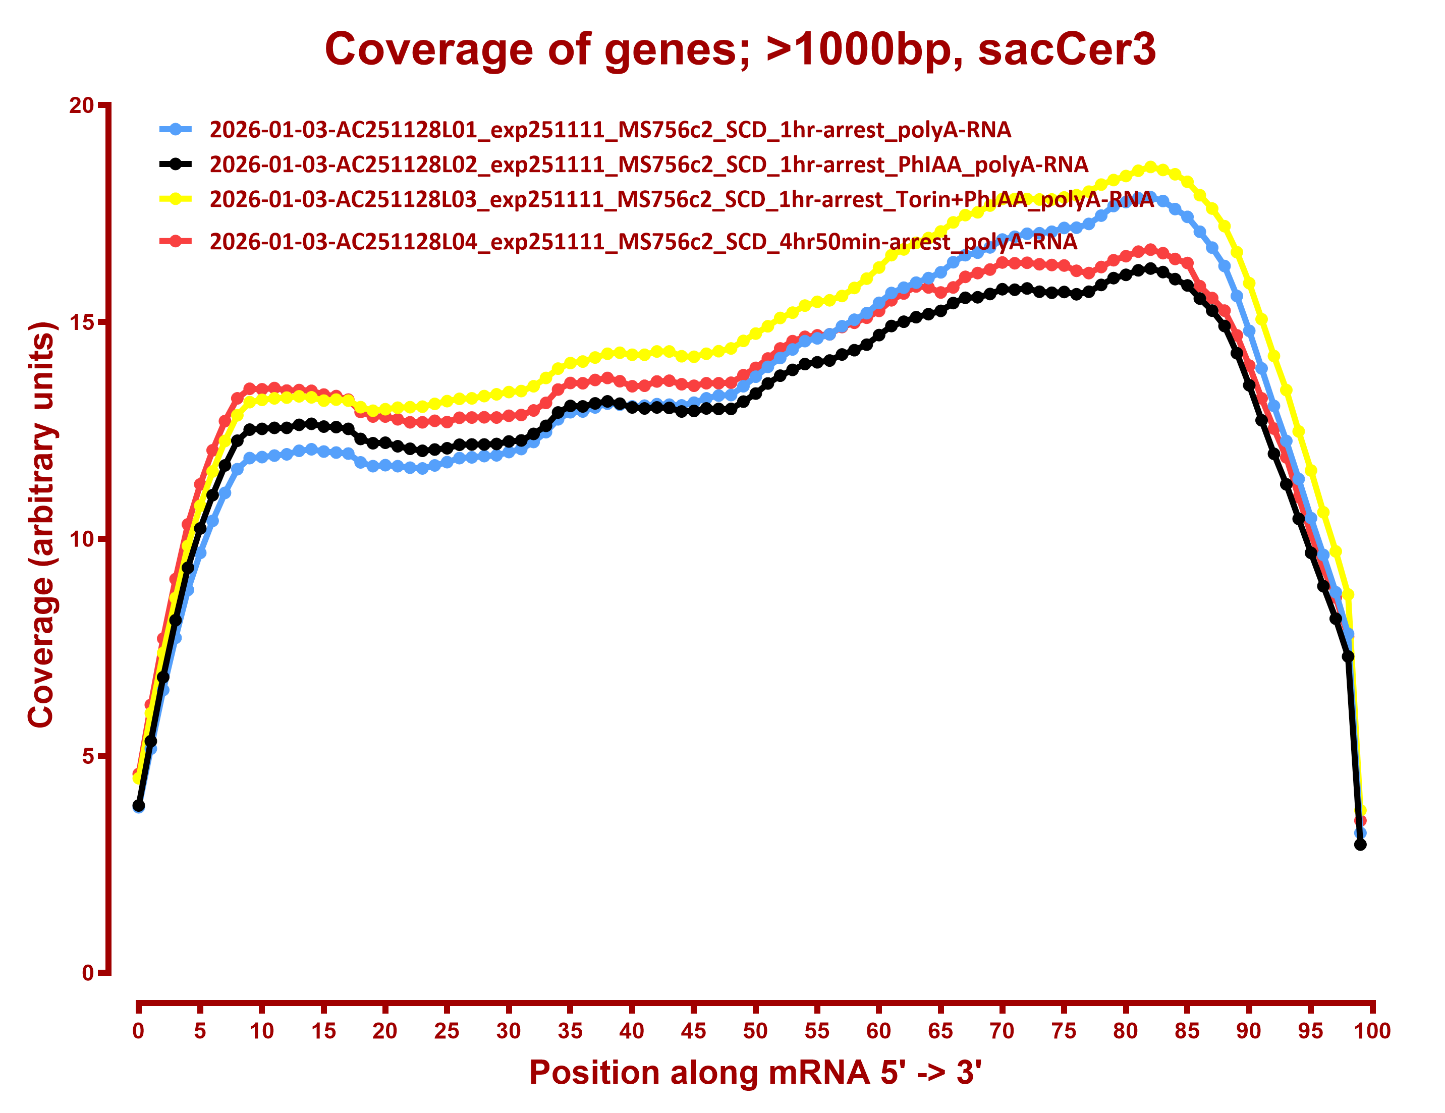 Coverage of genes; >1000bp, sacCer3
20
2026-01-03-AC251128L01_exp251111_MS756c2_SCD_1hr-arrest_polyA-RNA
2026-01-03-AC251128L02_exp251111_MS756c2_SCD_1hr-arrest_PhIAA_polyA-RNA
2026-01-03-AC251128L03_exp251111_MS756c2_SCD_1hr-arrest_Torin+PhIAA_polyA-RNA
2026-01-03-AC251128L04_exp251111_MS756c2_SCD_4hr50min-arrest_polyA-RNA
15
10
5
0
Coverage (arbitrary units)
0 5 10 15 20 25 30 35 40 45 50 55 60 65 70 75 80 85 90 95 100
Position along mRNA 5' -> 3'